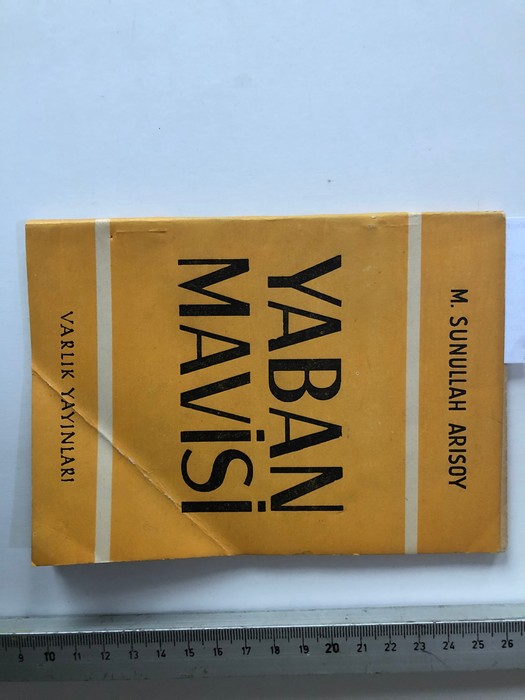 M. SUNULLAH ARISOY
YABAN
MAVİSİ
VARLIK YAYINLARI
9 10 11 12 13 14 15 16 17 18 19 20 21 22 23 24 25 26